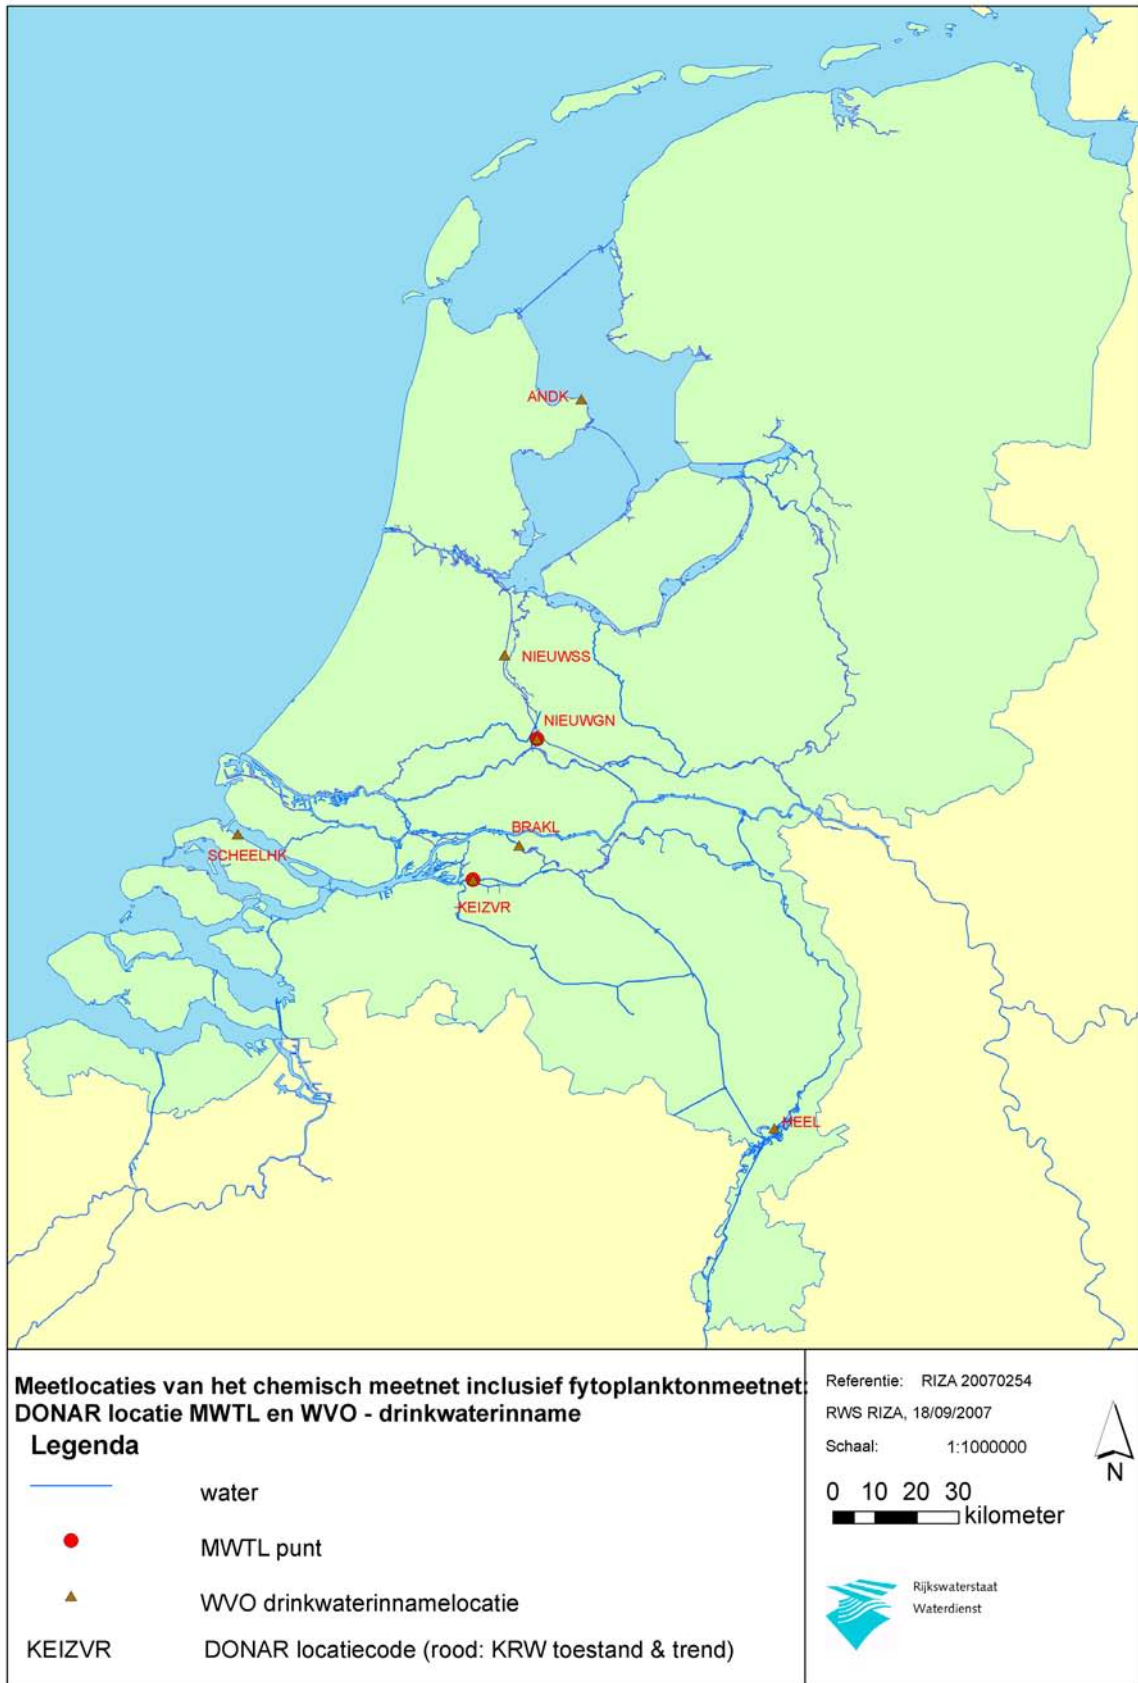 ANDK
NIEUWSS
NIEUWGN
BRAKL
SCHEELHK
KEIZVR
HEEL
Meetlocaties van het chemisch meetnet inclusief fytoplanktonmeetnet:
DONAR locatie MWTL en WVO - drinkwaterinname
Legenda
water
MWTL punt
WVO drinkwaterinnamelocatie
KEIZVR DONAR locatiecode (rood: KRW toestand & trend)
Referentie: RIZA 20070254
RWS RIZA, 18/09/2007
Schaal: 1:1000000
N
0 10 20 30
kilometer
Rijkswaterstaat
Waterdienst